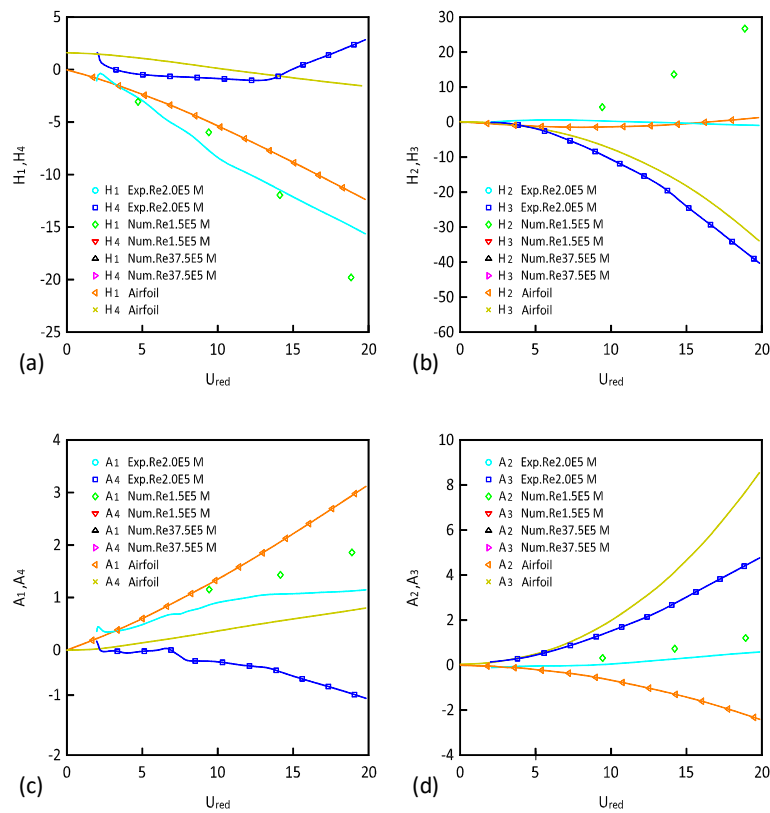 5
0
-5
-10
-15
-20
-25
H1,H4
H1 Exp.Re2.0E5 M
H4 Exp.Re2.0E5 M
H1 Num.Re1.5E5 M
H4 Num.Re1.5E5 M
H1 Num.Re37.5E5 M
H4 Num.Re37.5E5 M
H1 Airfoil
H4 Airfoil
0 5 10 15 20
(a)
Ured
30
20
10
0
-10
-20
-30
-40
-50
-60
H2,H3
H2 Exp.Re2.0E5 M
H3 Exp.Re2.0E5 M
H2 Num.Re1.5E5 M
H3 Num.Re1.5E5 M
H2 Num.Re37.5E5 M
H3 Num.Re37.5E5 M
H2 Airfoil
H3 Airfoil
0 5 10 15 20
(b)
Ured
4
3
2
1
0
-1
-2
A1,A4
A1 Exp.Re2.0E5 M
A4 Exp.Re2.0E5 M
A1 Num.Re1.5E5 M
A4 Num.Re1.5E5 M
A1 Num.Re37.5E5 M
A4 Num.Re37.5E5 M
A1 Airfoil
A4 Airfoil
0 5 10 15 20
(c)
Ured
10
8
6
4
2
0
-2
-4
A2,A3
A2 Exp.Re2.0E5 M
A3 Exp.Re2.0E5 M
A2 Num.Re1.5E5 M
A3 Num.Re1.5E5 M
A2 Num.Re37.5E5 M
A3 Num.Re37.5E5 M
A2 Airfoil
A3 Airfoil
0 5 10 15 20
(d)
Ured